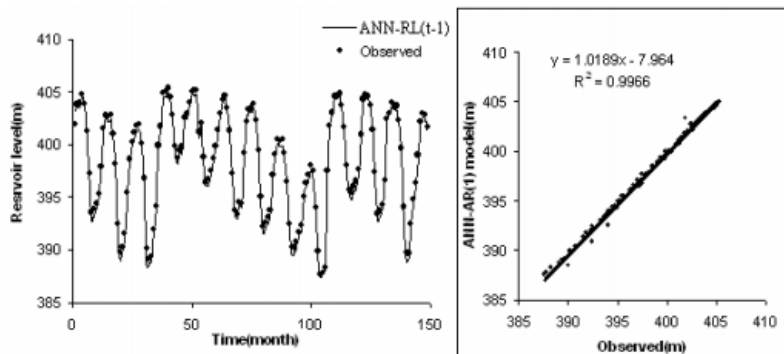 ANN-RL(t-1)
Observed
410
405
400
395
390
385
Resrvoir level(m)
0
50
100
150
Time(month)
y = 1.0189x - 7.964
R² = 0.9966
410
405
400
395
390
385
ANN-AR(1) model(m)
385
390
395
400
405
410
Observed(m)